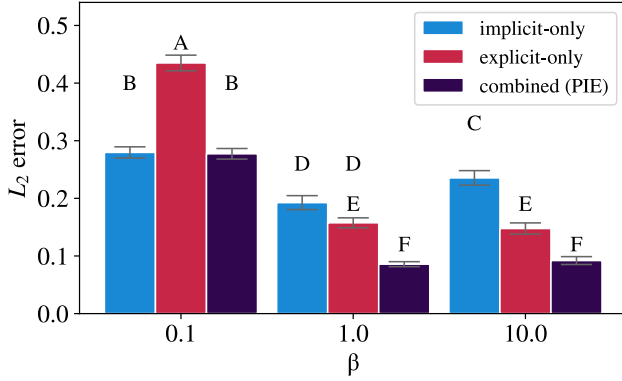 0.5
0.4
0.3
0.2
0.1
0.0
L₂ error
A
B
B
D
D
E
F
C
E
F
implicit-only
explicit-only
combined (PIE)
0.1
1.0
10.0
β